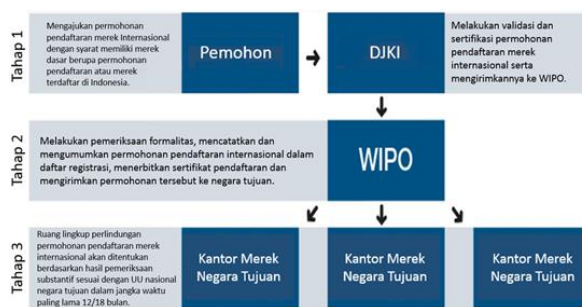 Tahap 1
Mengajukan permohonan
pendaftaran merek Internasional
dengan syarat memiliki merek
dasar berupa permohonan
pendaftaran atau merek
terdaftar di Indonesia.
Pemohon
DJKI
Melakukan validasi dan
sertifikasi permohonan
pendaftaran merek
internasional serta
mengirimkannya ke WIPO.
Tahap 2
Melakukan pemeriksaan formalitas, mencatatkan dan
mengumumkan permohonan pendaftaran internasional dalam
daftar registrasi, menerbitkan sertifikat pendaftaran dan
mengirimkan permohonan tersebut ke negara tujuan.
WIPO
Tahap 3
Ruang lingkup perlindungan
permohonan pendaftaran merek
internasional akan ditentukan
berdasarkan hasil pemeriksaan
substantif sesuai dengan UU nasional
negara tujuan dalam jangka waktu
paling lama 12/18 bulan.
Kantor Merek
Negara Tujuan
Kantor Merek
Negara Tujuan
Kantor Merek
Negara Tujuan